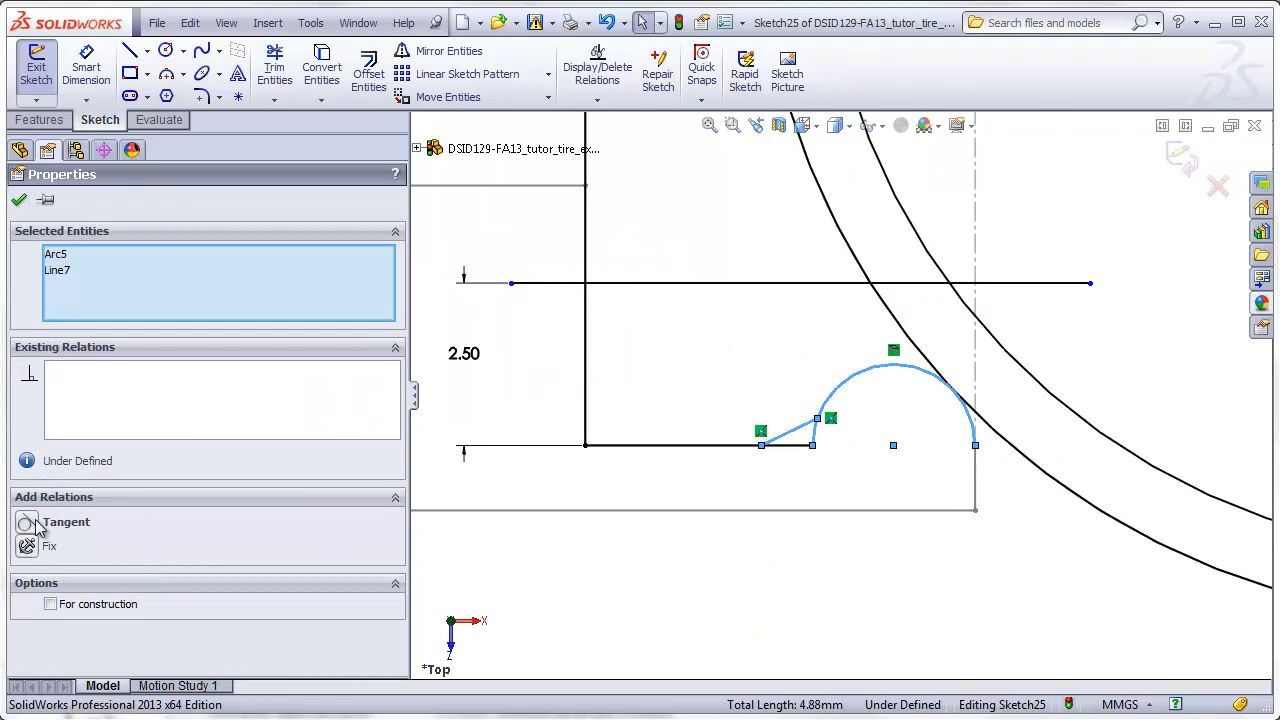 SOLIDWORKS File Edit View Insert Tools Window Help Sketch25 of DSID129-FA13_tutor_tire_... Search files and models
Exit Sketch
Smart Dimension
Trim Entities
Convert Entities
Offset Entities
Mirror Entities
Linear Sketch Pattern
Move Entities
Display/Delete Relations
Repair Sketch
Quick Snaps
Rapid Sketch
Sketch Picture
Features Sketch Evaluate
DSID129-FA13_tutor_tire_ex...
Properties ?
Selected Entities
Arc5
Line7
Existing Relations
Under Defined
Add Relations
Tangent
Fix
Options
For construction
2.50
X
Z
*Top
Model Motion Study 1
SolidWorks Professional 2013 x64 Edition Total Length: 4.88mm Under Defined Editing Sketch25 MMGS ?